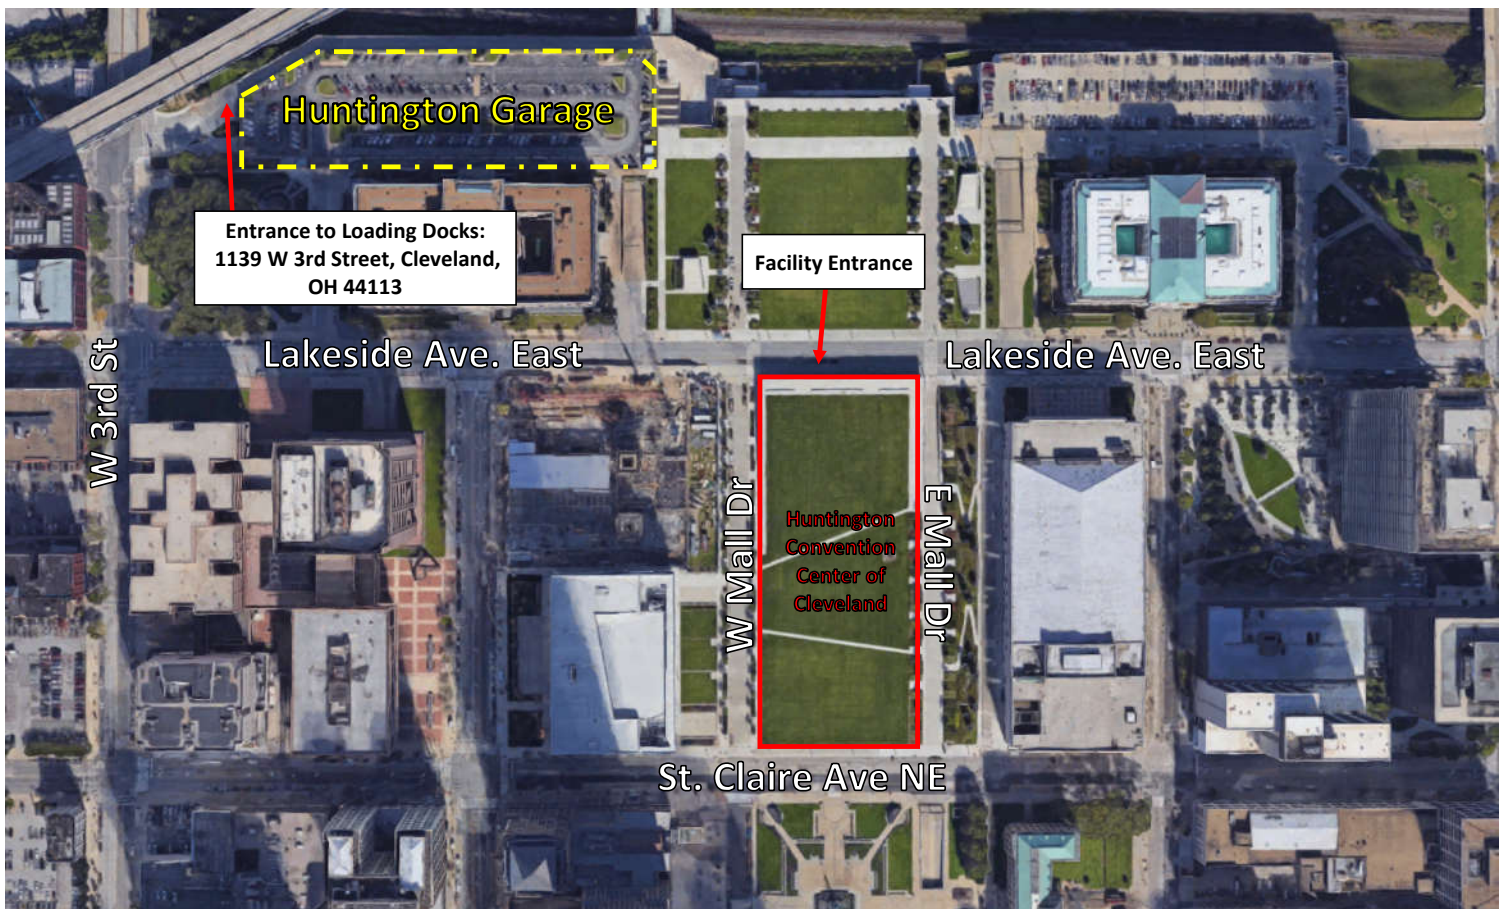 Huntington Garage
Entrance to Loading Docks:
1139 W 3rd Street, Cleveland,
OH 44113
Facility Entrance
Lakeside Ave. East
Lakeside Ave. East
W 3rd St
W Mall Dr
E Mall Dr
Huntington
Convention
Center of
Cleveland
St. Claire Ave NE